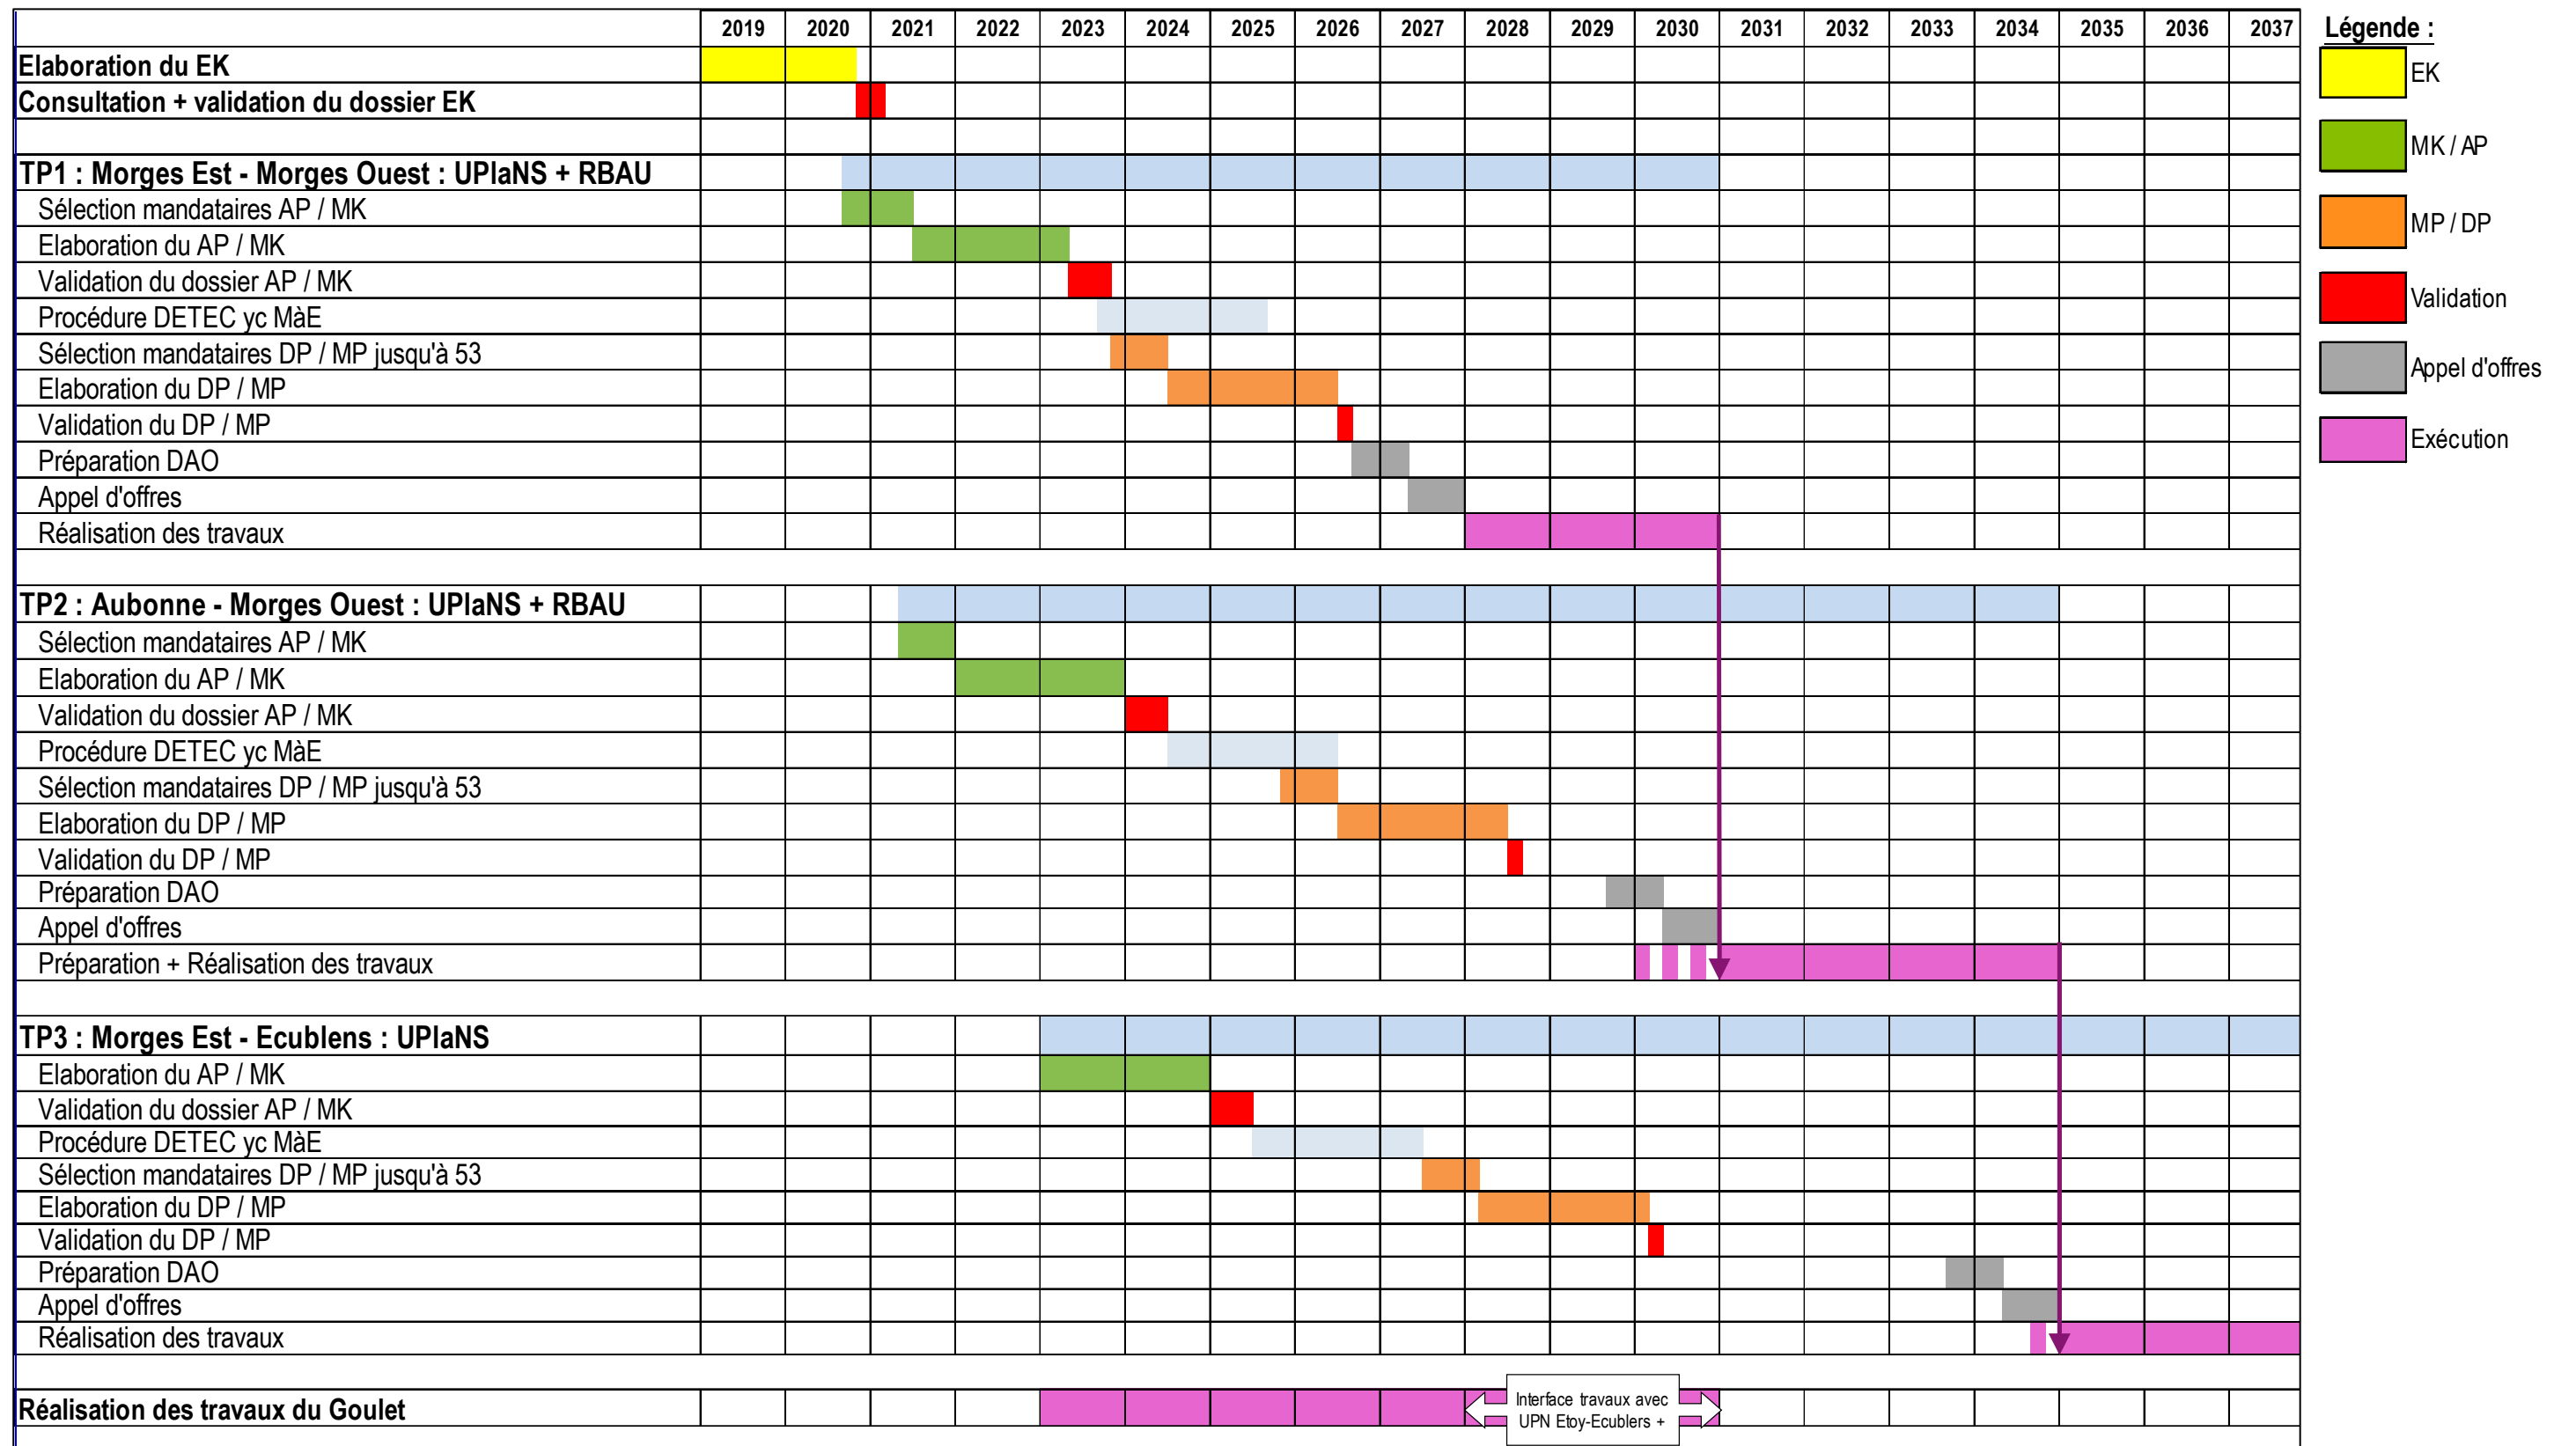 2019 2020 2021 2022 2023 2024 2025 2026 2027 2028 2029 2030 2031 2032 2033 2034 2035 2036 2037
Elaboration du EK
Consultation + validation du dossier EK
TP1 : Morges Est - Morges Ouest : UPlaNS + RBAU
Sélection mandataires AP / MK
Elaboration du AP / MK
Validation du dossier AP / MK
Procédure DETEC yc MàE
Sélection mandataires DP / MP jusqu'à 53
Elaboration du DP / MP
Validation du DP / MP
Préparation DAO
Appel d'offres
Réalisation des travaux
TP2 : Aubonne - Morges Ouest : UPlaNS + RBAU
Sélection mandataires AP / MK
Elaboration du AP / MK
Validation du dossier AP / MK
Procédure DETEC yc MàE
Sélection mandataires DP / MP jusqu'à 53
Elaboration du DP / MP
Validation du DP / MP
Préparation DAO
Appel d'offres
Préparation + Réalisation des travaux
TP3 : Morges Est - Ecublens : UPlaNS
Elaboration du AP / MK
Validation du dossier AP / MK
Procédure DETEC yc MàE
Sélection mandataires DP / MP jusqu'à 53
Elaboration du DP / MP
Validation du DP / MP
Préparation DAO
Appel d'offres
Réalisation des travaux
Réalisation des travaux du Goulet
Interface travaux avec
UPN Etoy-Ecublers +
Légende :
EK
MK / AP
MP / DP
Validation
Appel d'offres
Exécution